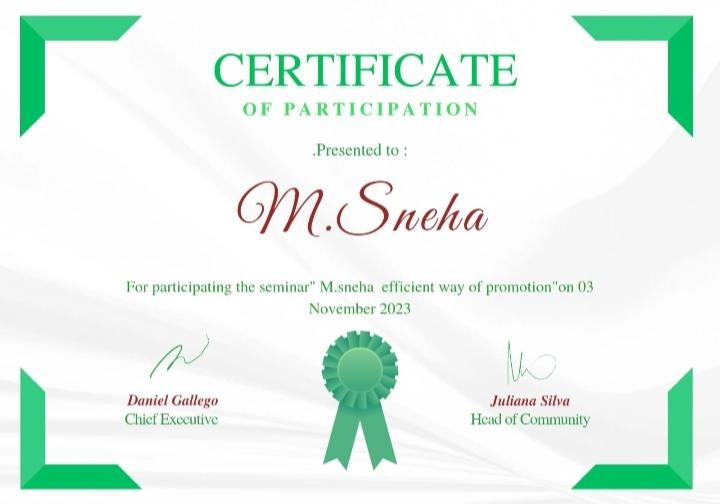 CERTIFICATE
OF PARTICIPATION
.Presented to :
M.Sneha
For participating the seminar" M.sneha efficient way of promotion"on 03
November 2023
Daniel Gallego
Chief Executive
Juliana Silva
Head of Community